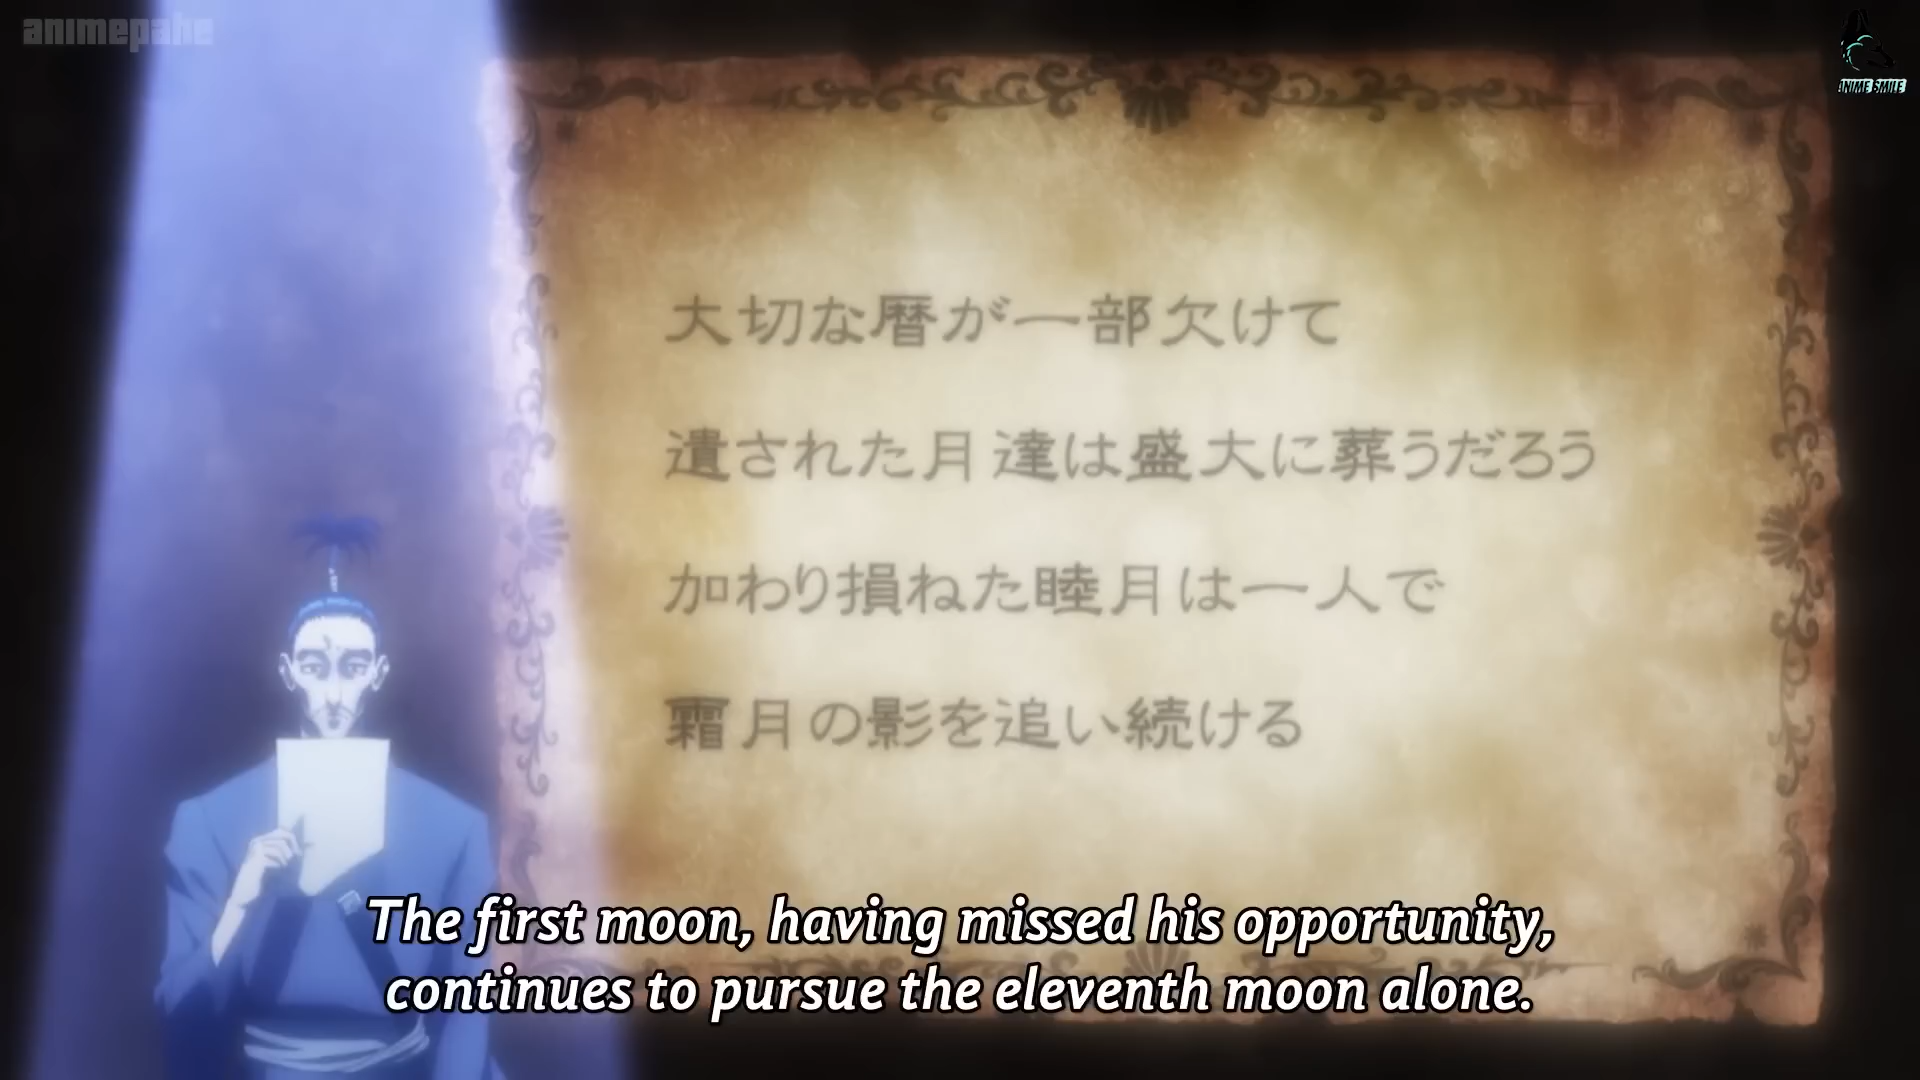 animepahe
ANIME SMILE
大切な暦が一部欠けて
遺された月達は盛大に葬うだろう
加わり損ねた睦月は一人で
霜月の影を追い続ける
The first moon, having missed his opportunity,
continues to pursue the eleventh moon alone.